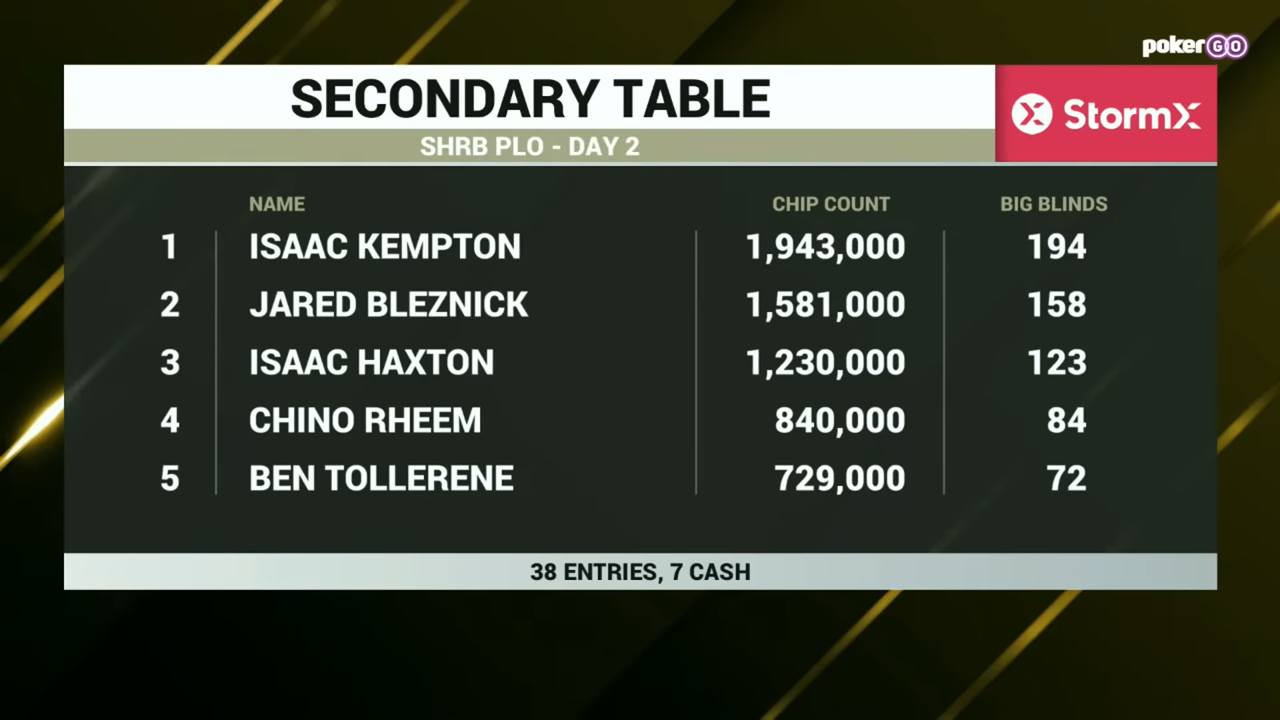 pokerGO
SECONDARY TABLE
StormX
SHRB PLO - DAY 2
NAME CHIP COUNT BIG BLINDS
1 ISAAC KEMPTON 1,943,000 194
2 JARED BLEZNICK 1,581,000 158
3 ISAAC HAXTON 1,230,000 123
4 CHINO RHEEM 840,000 84
5 BEN TOLLERENE 729,000 72
38 ENTRIES, 7 CASH